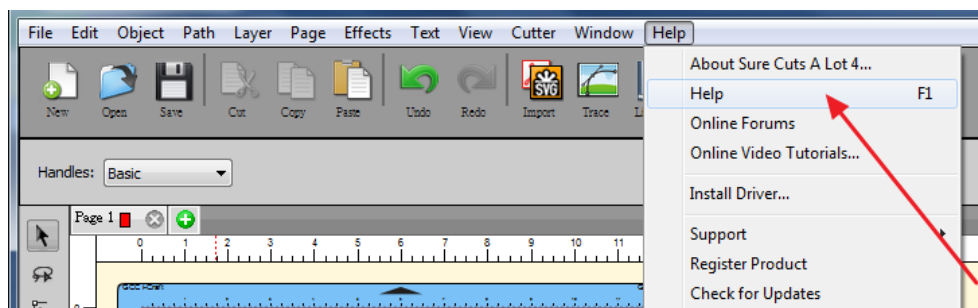 File Edit Object Path Layer Page Effects Text View Cutter Window Help
About Sure Cuts A Lot 4...
Help F1
Online Forums
Online Video Tutorials...
Install Driver...
Support
Register Product
Check for Updates
New Open Save Cut Copy Paste Undo Redo Import Trace
SVG
Handles: Basic
Page 1
0 1 2 3 4 5 6 7 8 9 10 11
0